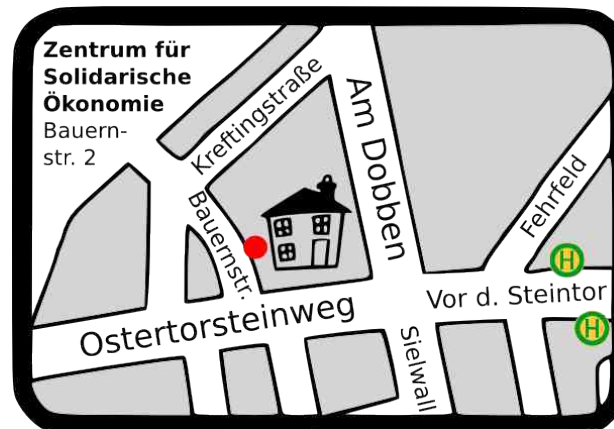 Zentrum für
Solidarische
Ökonomie
Bauern-
str. 2
Kreftingstraße
Am Dobben
Bauernstr.
Fehrfeld
H
Vor d. Steintor
Ostertorsteinweg
H
Sielwall